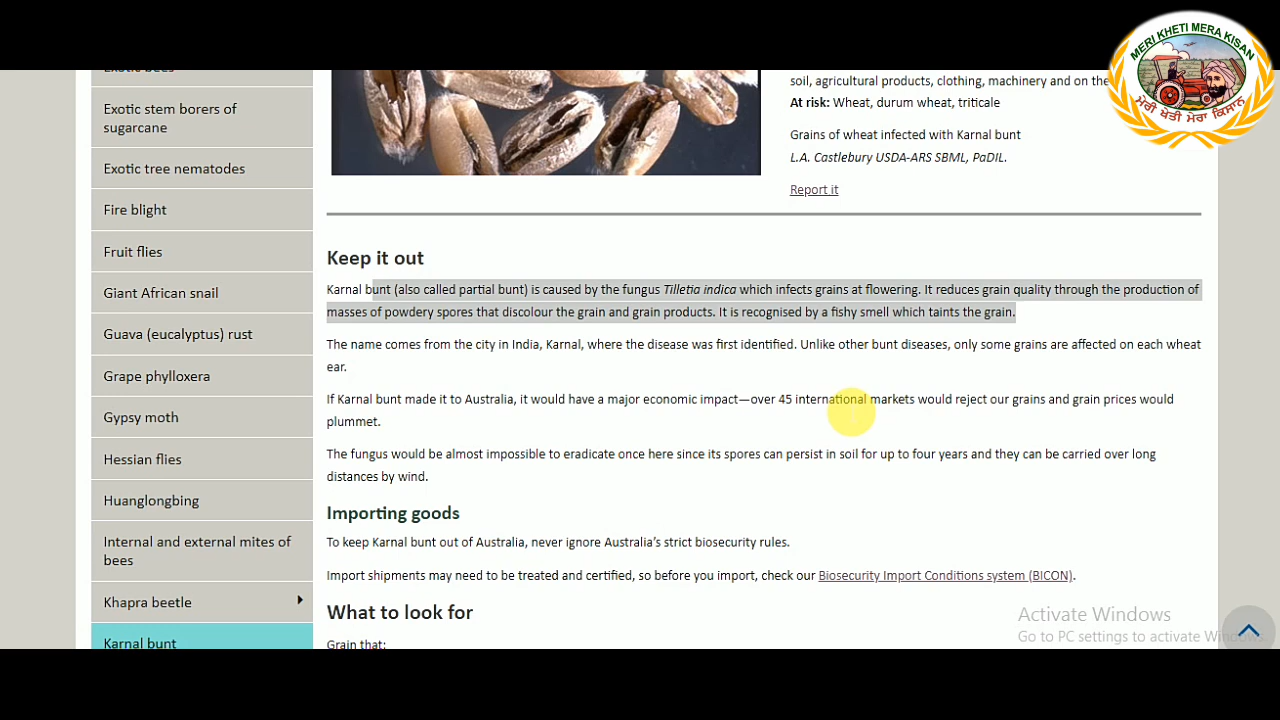 MERI KHETI MERA KISAN
ਮੇਰੀ ਖੇਤੀ ਮੇਰਾ ਕਿਸਾਨ
Exotic bees
Exotic stem borers of
sugarcane
Exotic tree nematodes
Fire blight
Fruit flies
Giant African snail
Guava (eucalyptus) rust
Grape phylloxera
Gypsy moth
Hessian flies
Huanglongbing
Internal and external mites of
bees
Khapra beetle
Karnal bunt
soil, agricultural products, clothing, machinery and on the
At risk: Wheat, durum wheat, triticale
Grains of wheat infected with Karnal bunt
L.A. Castlebury USDA-ARS SBML, PaDIL.
Report it
Keep it out
Karnal bunt (also called partial bunt) is caused by the fungus Tilletia indica which infects grains at flowering. It reduces grain quality through the production of
masses of powdery spores that discolour the grain and grain products. It is recognised by a fishy smell which taints the grain.
The name comes from the city in India, Karnal, where the disease was first identified. Unlike other bunt diseases, only some grains are affected on each wheat
ear.
If Karnal bunt made it to Australia, it would have a major economic impact—over 45 international markets would reject our grains and grain prices would
plummet.
The fungus would be almost impossible to eradicate once here since its spores can persist in soil for up to four years and they can be carried over long
distances by wind.
Importing goods
To keep Karnal bunt out of Australia, never ignore Australia's strict biosecurity rules.
Import shipments may need to be treated and certified, so before you import, check our Biosecurity Import Conditions system (BICON).
What to look for
Grain that:
Activate Windows
Go to PC settings to activate Windows.